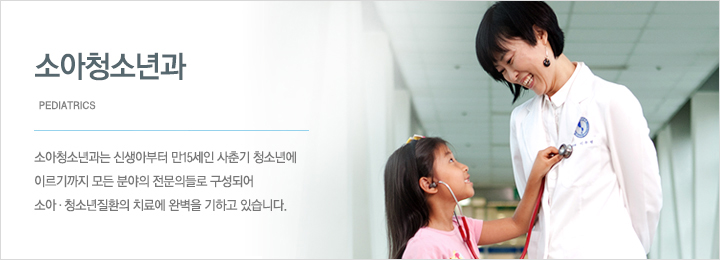 소아청소년과
PEDIATRICS
소아청소년과는 신생아부터 만15세인 사춘기 청소년에
이르기까지 모든 분야의 전문의들로 구성되어
소아 · 청소년질환의 치료에 완벽을 기하고 있습니다.